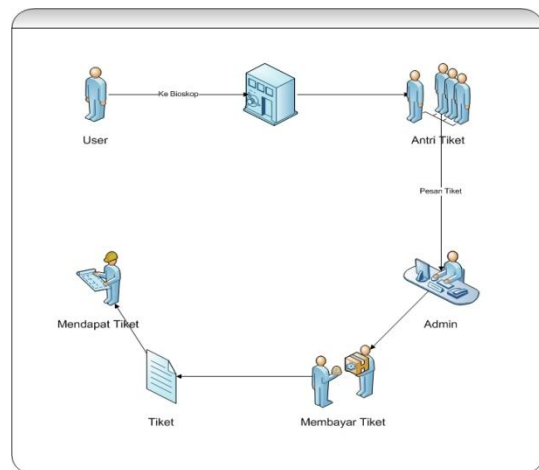 Ke Bioskop
User
Antri Tiket
Pesan Tiket
Admin
Mendapat Tiket
Tiket
Membayar Tiket